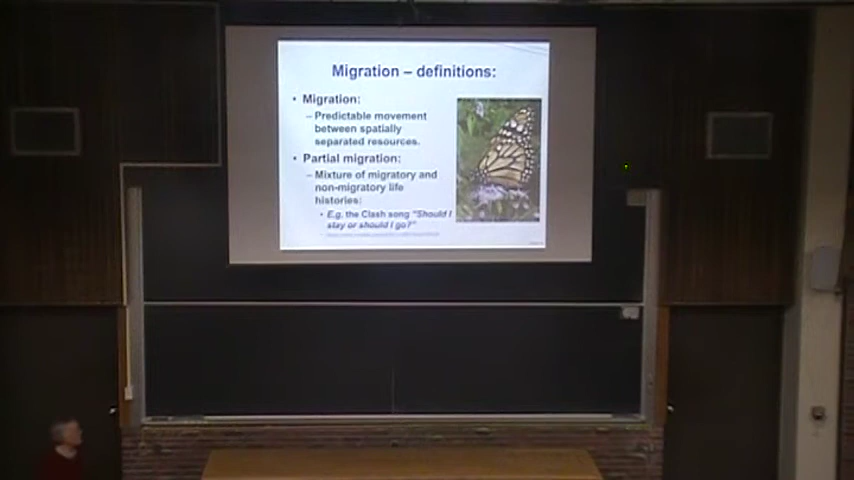 Migration – definitions:
• Migration:
– Predictable movement
between spatially
separated resources.
• Partial migration:
– Mixture of migratory and
non-migratory life
histories:
• E.g. the Clash song "Should I
stay or should I go?"